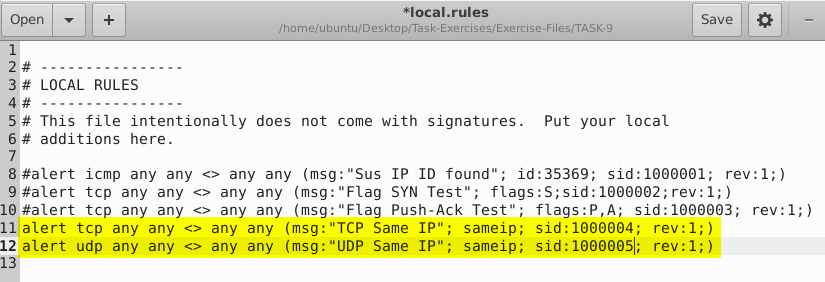 Open
+
*local.rules
/home/ubuntu/Desktop/Task-Exercises/Exercise-Files/TASK-9
Save
1
2 # ----------------
3 # LOCAL RULES
4 # ----------------
5 # This file intentionally does not come with signatures.  Put your local
6 # additions here.
7
8 #alert icmp any any <> any any (msg:"Sus IP ID found"; id:35369; sid:1000001; rev:1;)
9 #alert tcp any any <> any any (msg:"Flag SYN Test"; flags:S;sid:1000002;rev:1;)
10 #alert tcp any any <> any any (msg:"Flag Push-Ack Test"; flags:P,A; sid:1000003; rev:1;)
11 alert tcp any any <> any any (msg:"TCP Same IP"; sameip; sid:1000004; rev:1;)
12 alert udp any any <> any any (msg:"UDP Same IP"; sameip; sid:1000005; rev:1;)
13